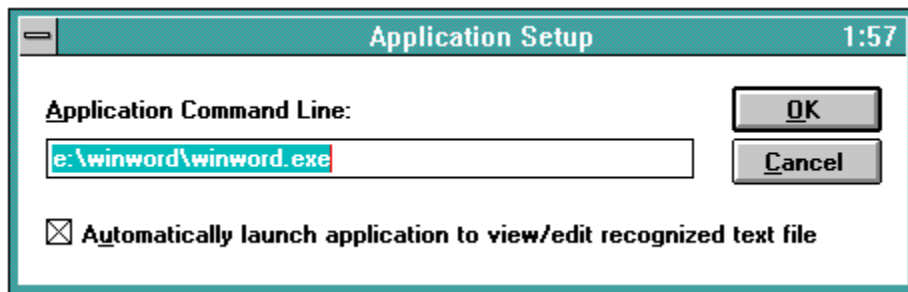 Application Setup 1:57
Application Command Line:
OK
e:\winword\winword.exe
Cancel
Automatically launch application to view/edit recognized text file